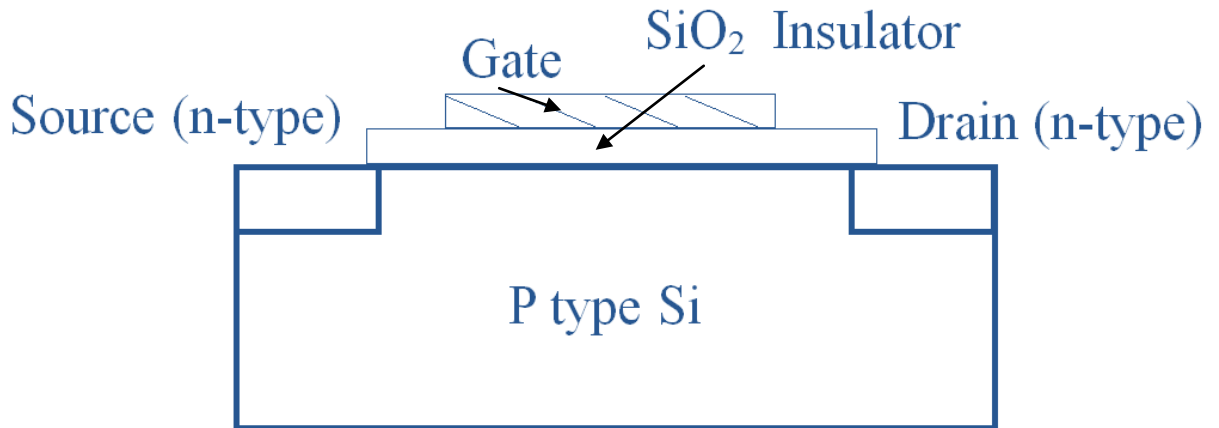 SiO₂ Insulator
Gate
Source (n-type)
Drain (n-type)
P type Si